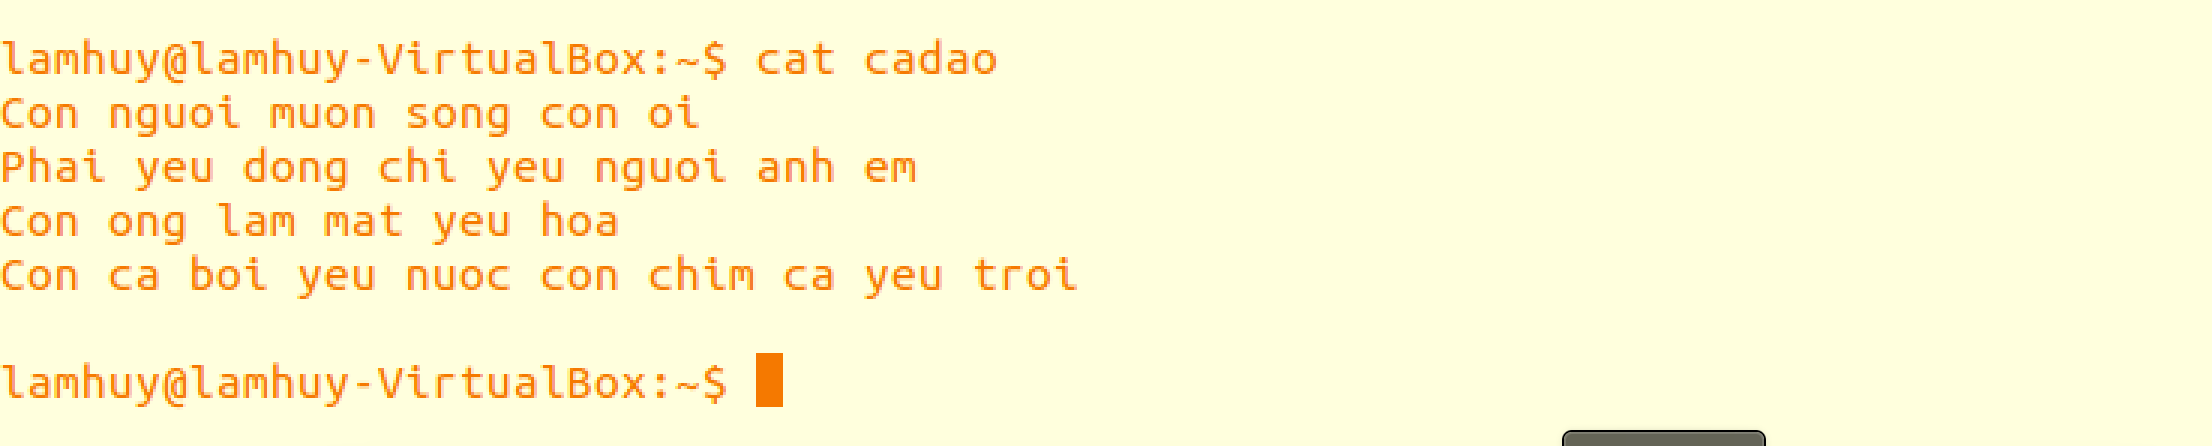 lamhuy@lamhuy-VirtualBox:~$ cat cadao
Con nguoi muon song con oi
Phai yeu dong chi yeu nguoi anh em
Con ong lam mat yeu hoa
Con ca boi yeu nuoc con chim ca yeu troi
lamhuy@lamhuy-VirtualBox:~$